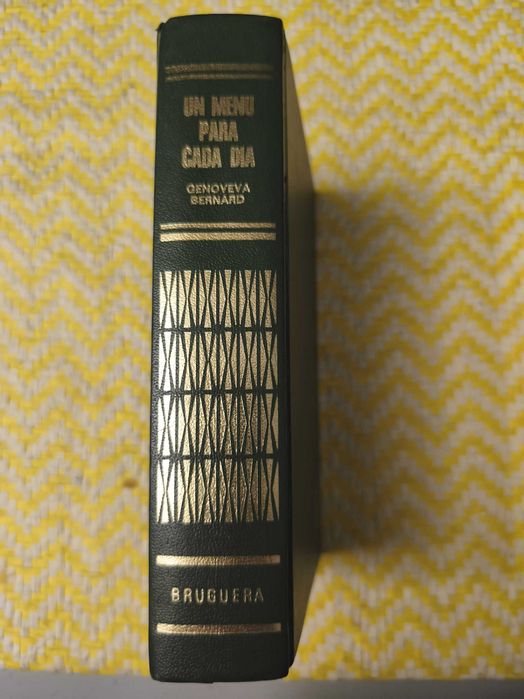 UN MENU
PARA
CADA DIA
GENOVEVA
BERNARD
BRUGUERA